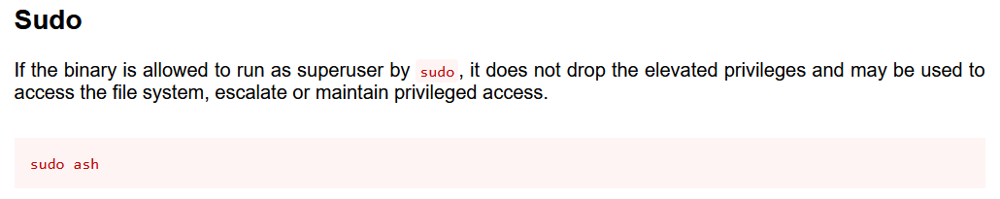 Sudo
If the binary is allowed to run as superuser by sudo, it does not drop the elevated privileges and may be used to
access the file system, escalate or maintain privileged access.
sudo ash